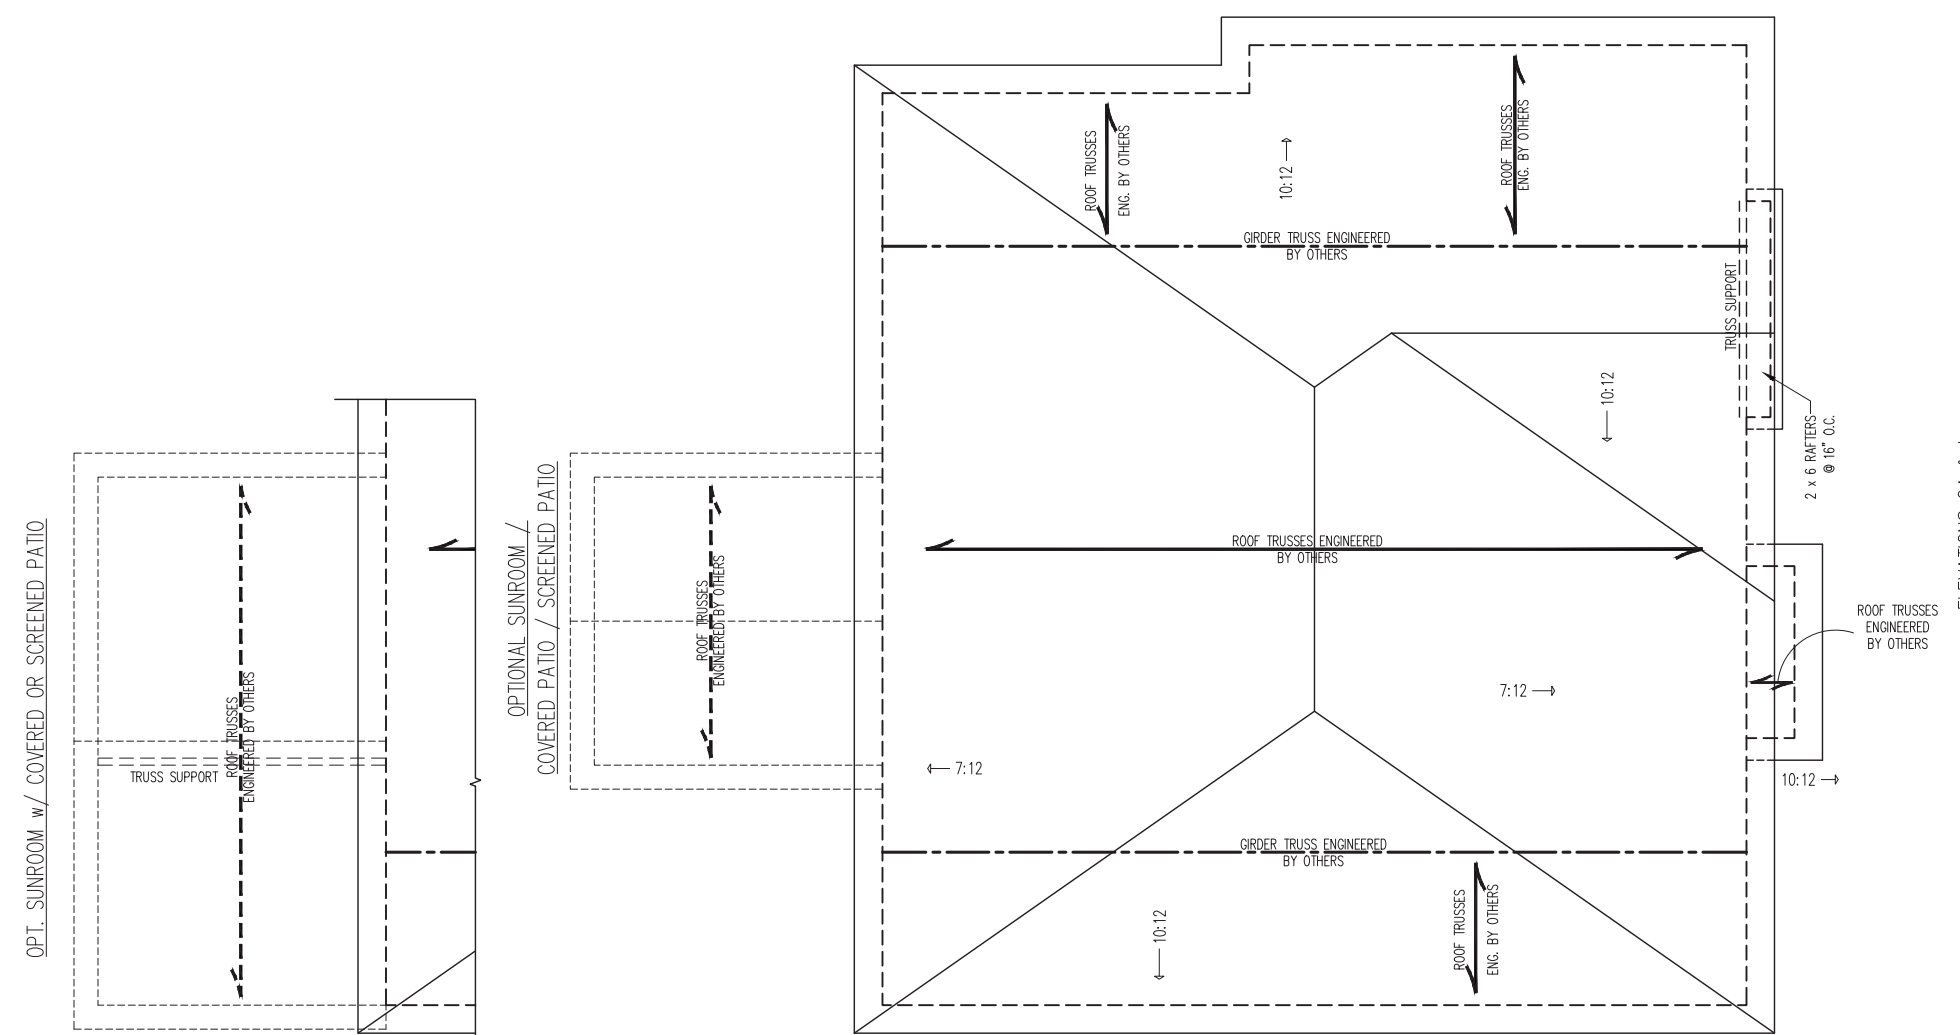 OPT. SUNROOM w/ COVERED OR SCREENED PATIO
TRUSS SUPPORT
ROOF TRUSSES
ENGINEERED BY OTHERS
OPTIONAL SUNROOM /
COVERED PATIO / SCREENED PATIO
ROOF TRUSSES
ENGINEERED BY OTHERS
ROOF TRUSSES
ENG. BY OTHERS
10:12
ROOF TRUSSES
ENG. BY OTHERS
GIRDER TRUSS ENGINEERED
BY OTHERS
TRUSS SUPPORT
10:12
2 x 6 RAFTERS
@ 16" O.C.
ROOF TRUSSES ENGINEERED
BY OTHERS
ROOF TRUSSES
ENGINEERED
BY OTHERS
7:12
7:12
10:12
GIRDER TRUSS ENGINEERED
BY OTHERS
10:12
ROOF TRUSSES
ENG. BY OTHERS